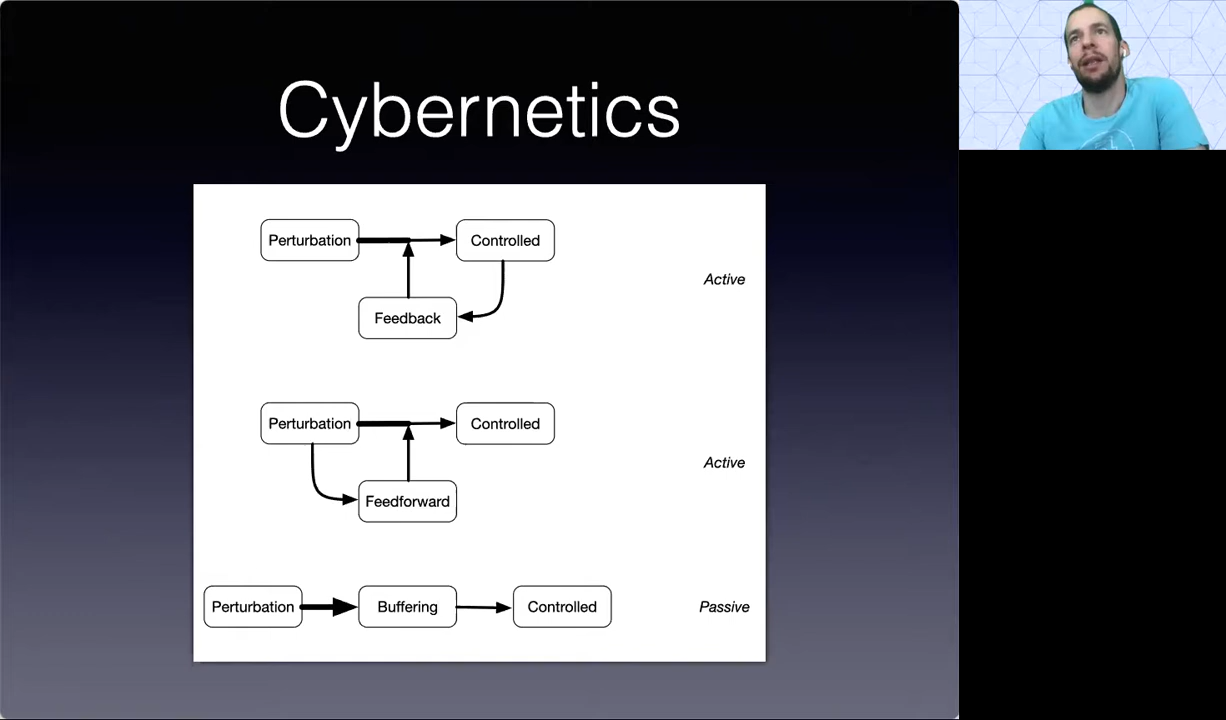 Cybernetics
Perturbation
Controlled
Active
Feedback
Perturbation
Controlled
Active
Feedforward
Perturbation
Buffering
Controlled
Passive